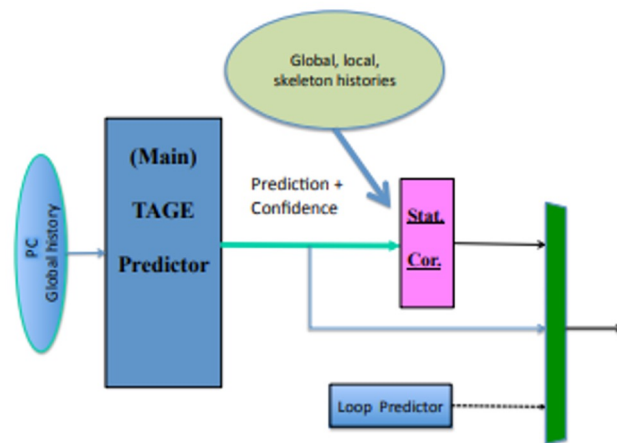 Global, local,
skeleton histories
(Main)
TAGE
Predictor
PC
Global history
Prediction +
Confidence
Stat.
Cor.
Loop Predictor